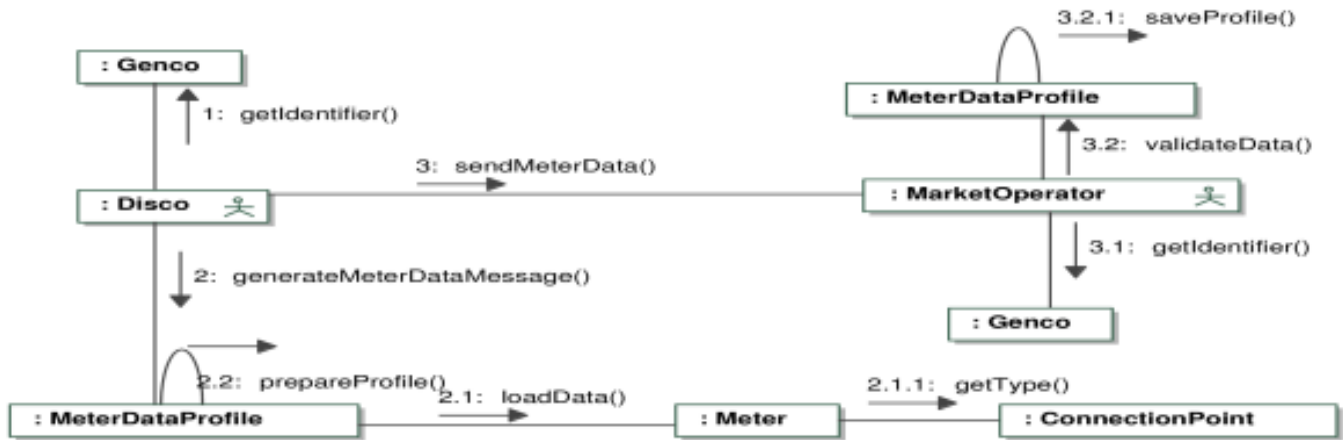 3.2.1: saveProfile()
: Genco
: MeterDataProfile
1: getIdentifier()
3.2: validateData()
3: sendMeterData()
: Disco
: MarketOperator
3.1: getIdentifier()
2: generateMeterDataMessage()
: Genco
2.2: prepareProfile()
2.1: loadData()
2.1.1: getType()
: MeterDataProfile
: Meter
: ConnectionPoint